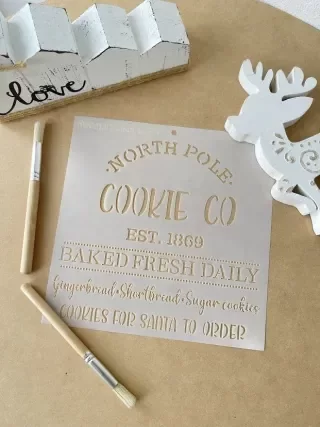 love
·NORTH POLE·
COOKIE CO
EST. 1869
BAKED FRESH DAILY
Gingerbread•Shortbread•Sugar cookies
COOKIES FOR SANTA TO ORDER